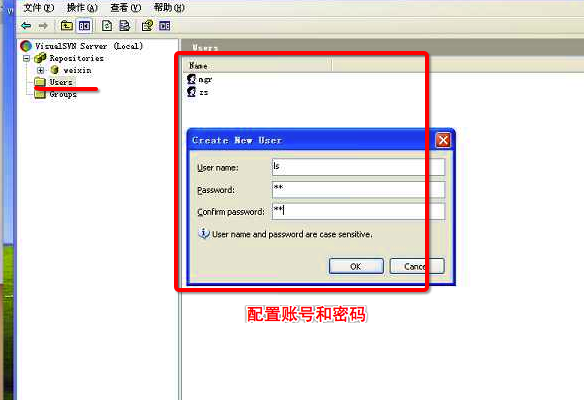 文件(F) 操作(A) 查看(V) 帮助(H)
VisualSVN Server (Local)
Repositories
weixin
Users
Groups
Users
Name
mgr
zs
Create New User
User name:
ls
Password:
**
Confirm password:
**
User name and password are case sensitive.
OK
Cancel
配置账号和密码